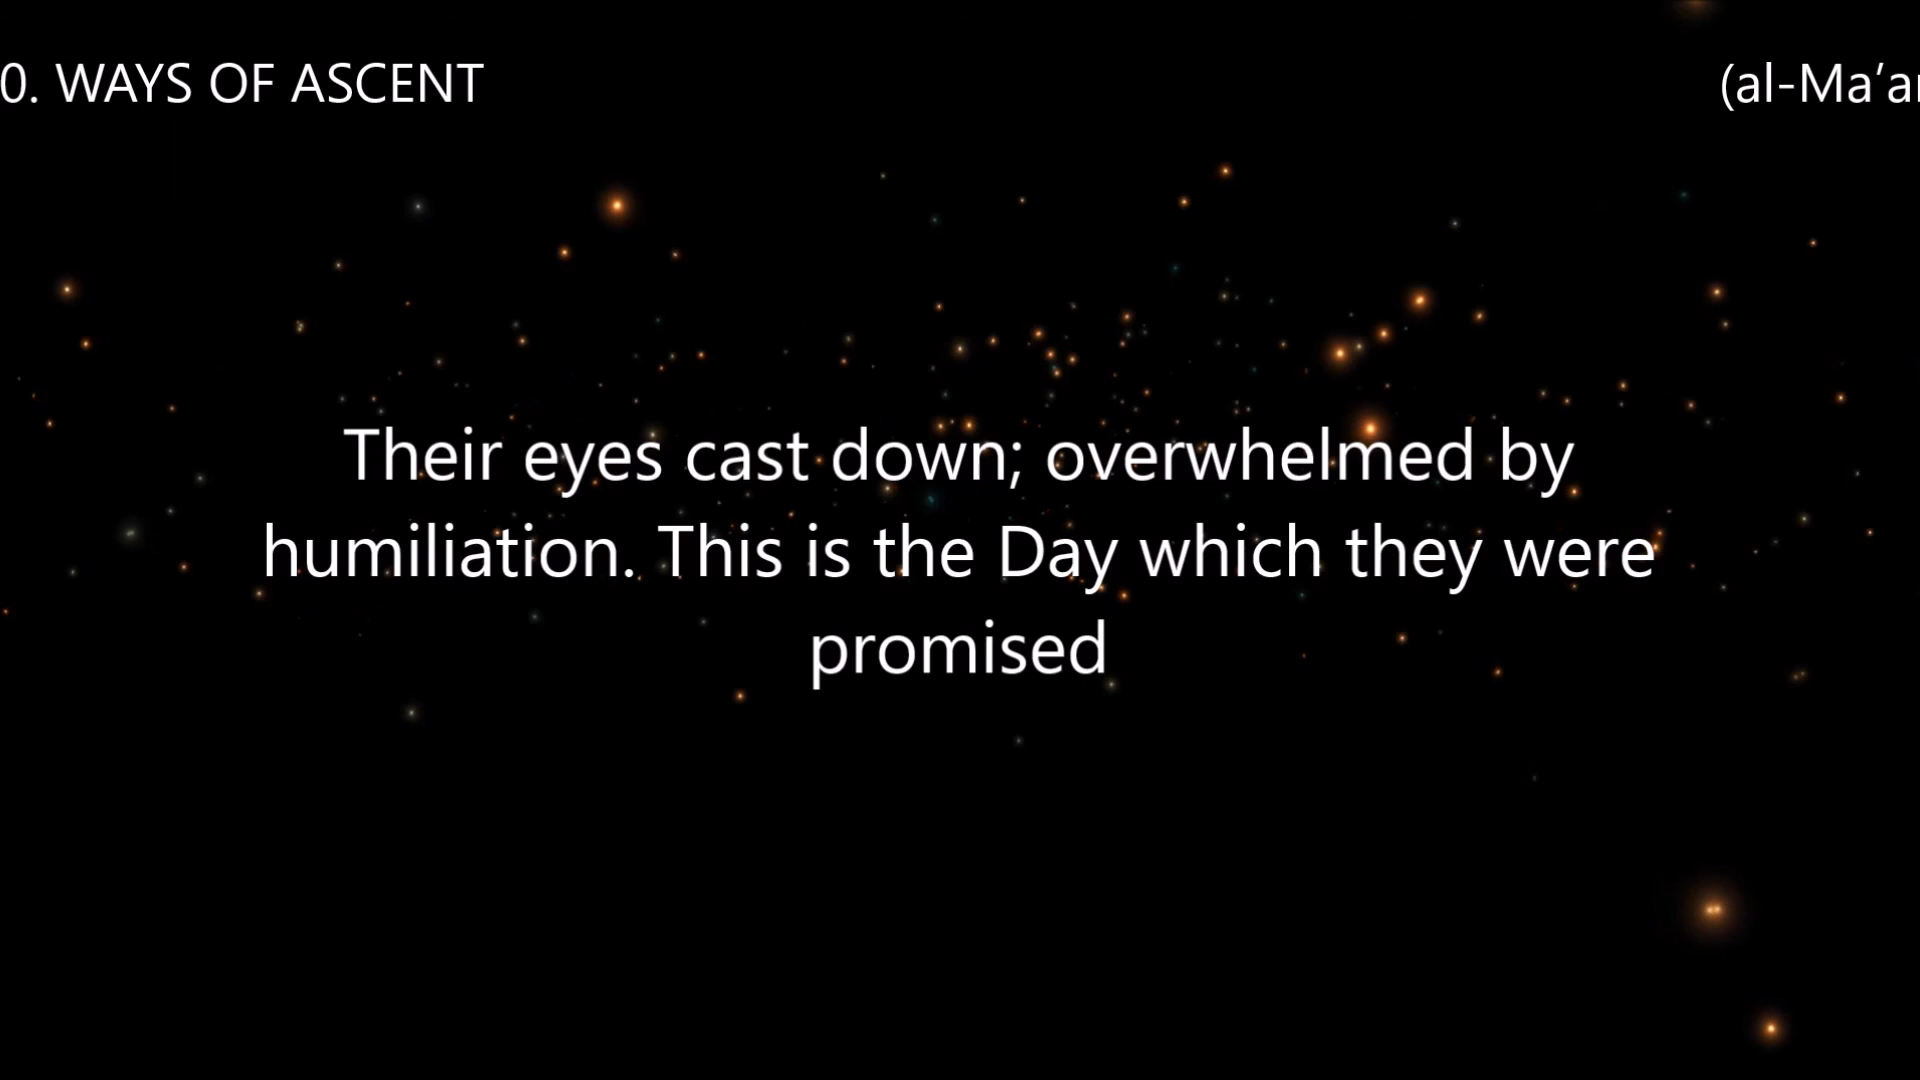 0. WAYS OF ASCENT (al-Ma’ar
Their eyes cast down; overwhelmed by
humiliation. This is the Day which they were
promised